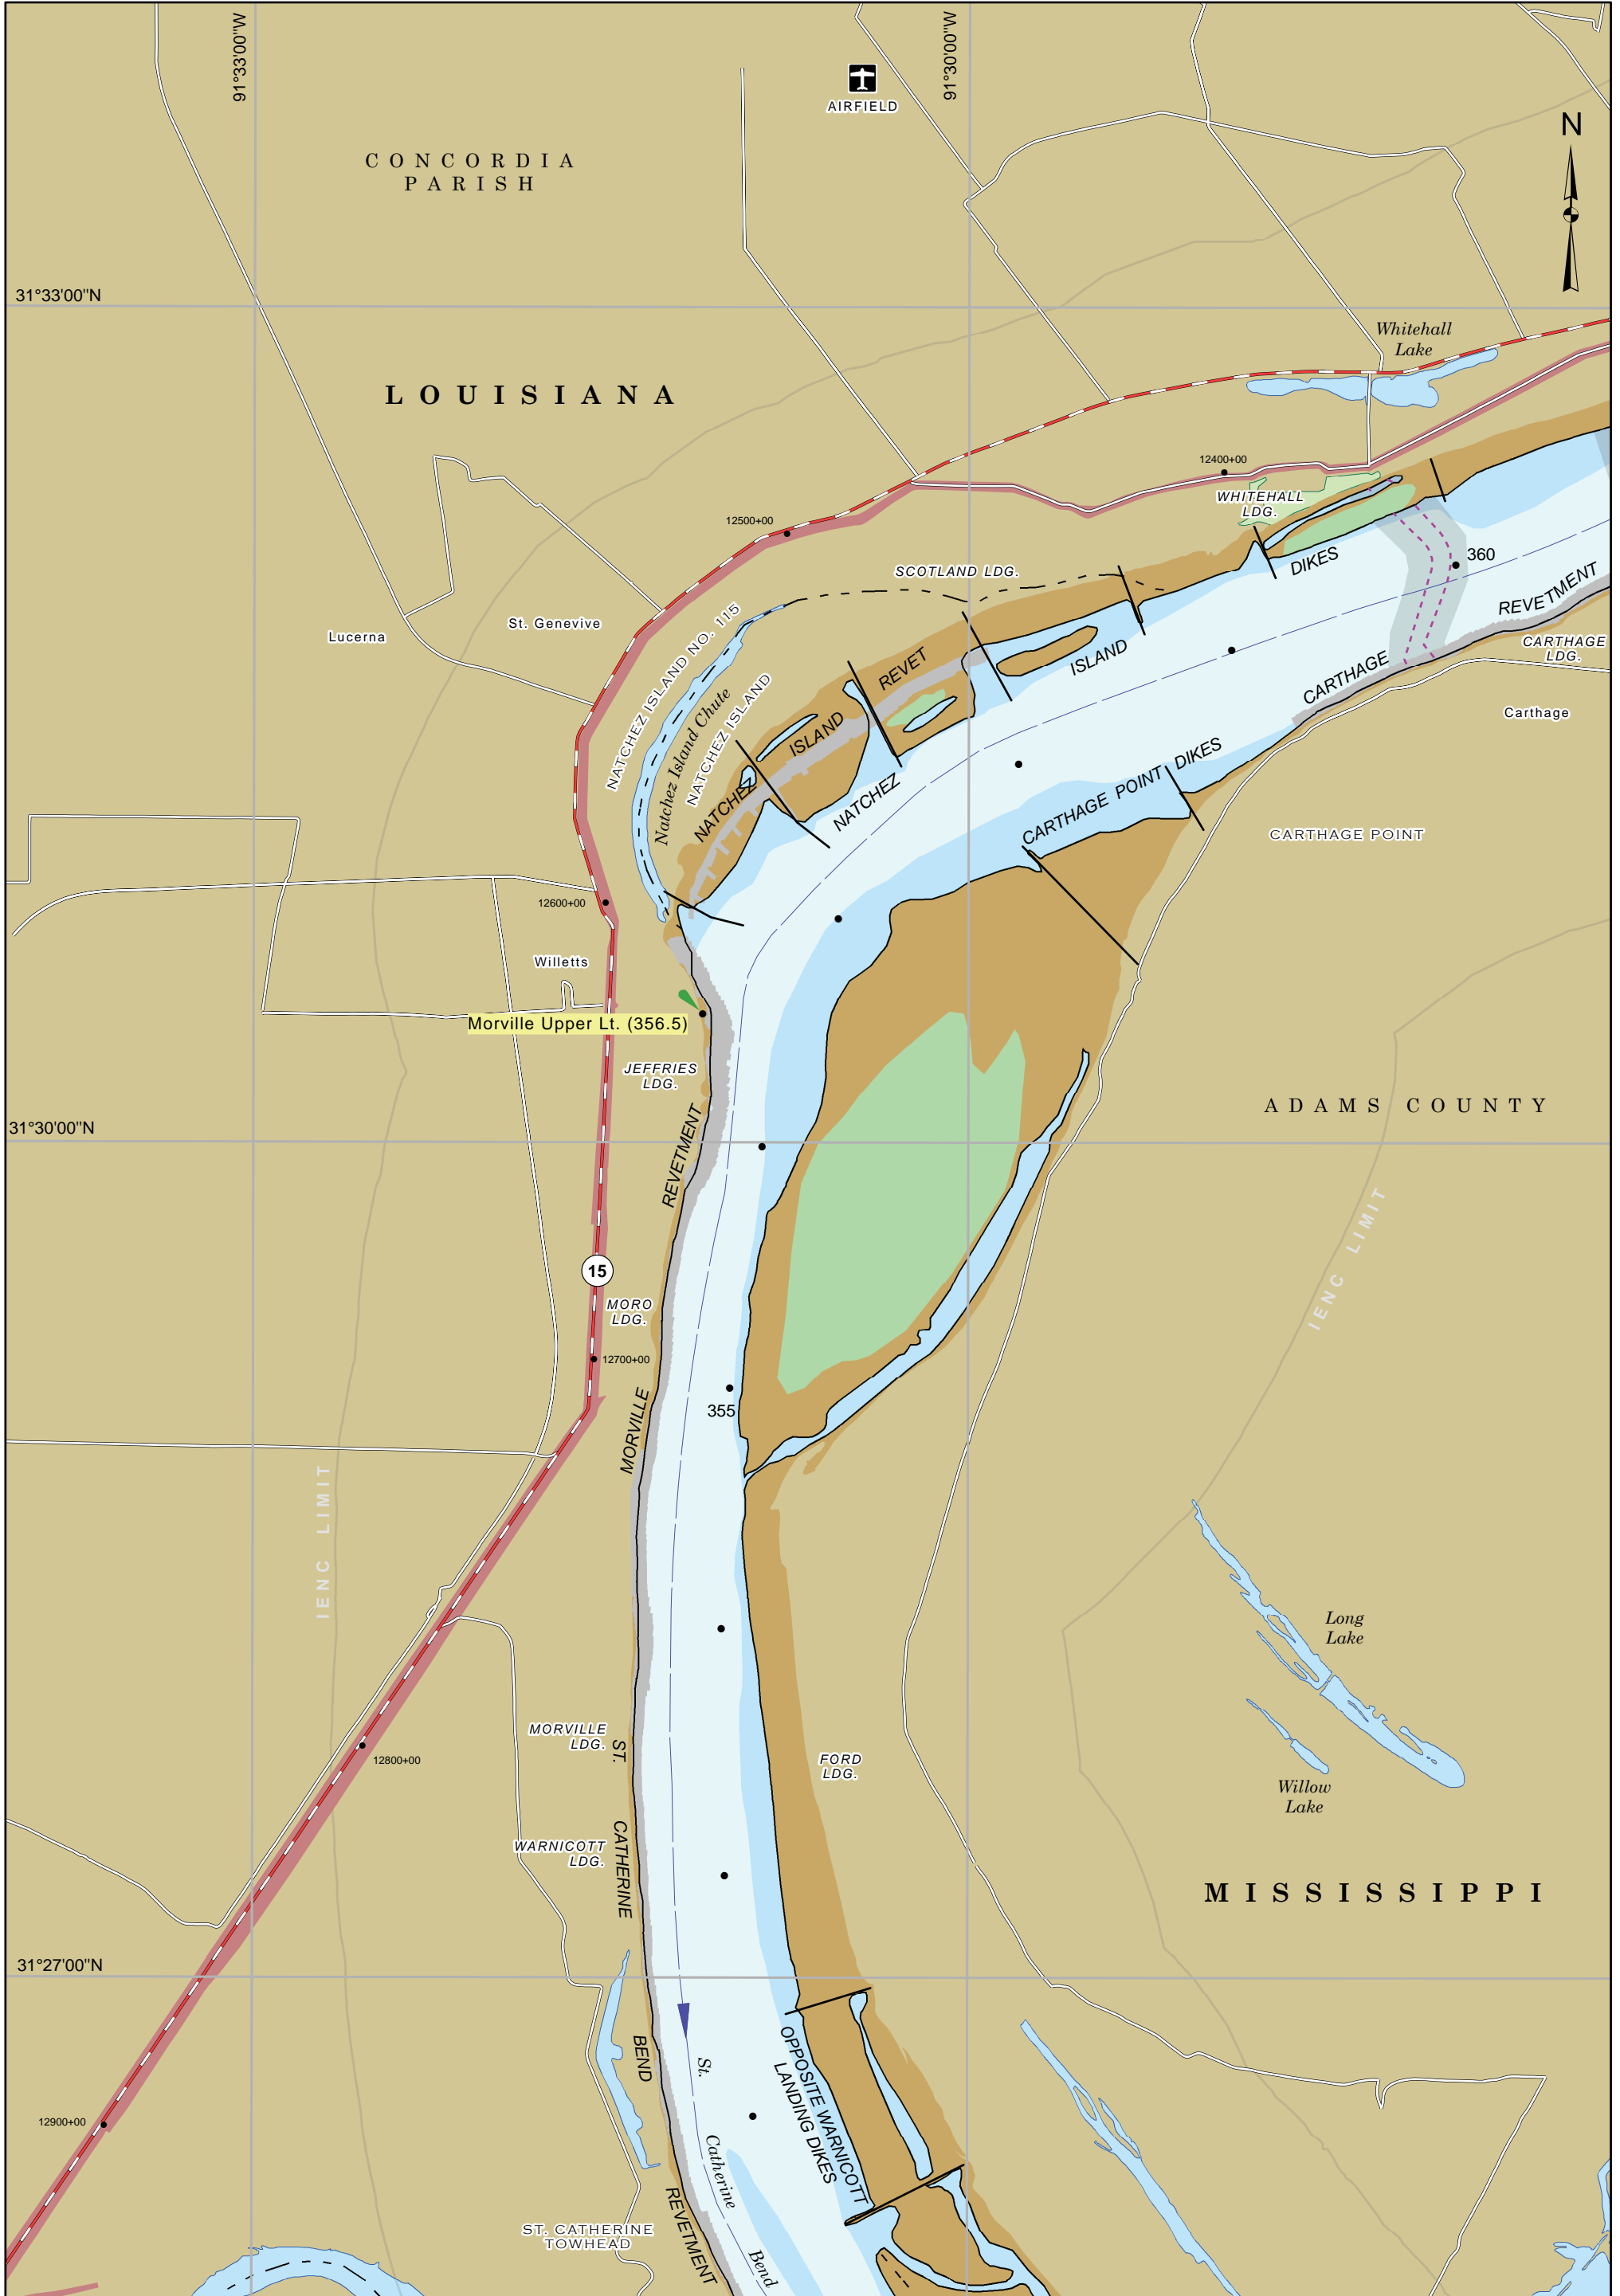 91°33'00"W
91°30'00"W
AIRFIELD
N
CONCORDIA
PARISH
31°33'00"N
Whitehall
Lake
LOUISIANA
12400+00
WHITEHALL
LDG.
12500+00
360
DIKES
SCOTLAND LDG.
REVETMENT
CARTHAGE
LDG.
NATCHEZ ISLAND NO. 115
St. Genevive
Lucerna
REVET
ISLAND
CARTHAGE
Natchez Island Chute
NATCHEZ ISLAND
ISLAND
Carthage
NATCHEZ
NATCHEZ
CARTHAGE POINT DIKES
CARTHAGE POINT
12600+00
Willetts
Morville Upper Lt. (356.5)
JEFFRIES
LDG.
ADAMS COUNTY
31°30'00"N
REVETMENT
IENC LIMIT
15
MORO
LDG.
12700+00
355
MORVILLE
IENC LIMIT
Long
Lake
MORVILLE
LDG.
ST.
12800+00
FORD
LDG.
Willow
Lake
WARNICOTT
LDG.
CATHERINE
MISSISSIPPI
31°27'00"N
BEND
St.
OPPOSITE WARNICOTT
LANDING DIKES
12900+00
Catherine
REVETMENT
ST. CATHERINE
TOWHEAD
Bend